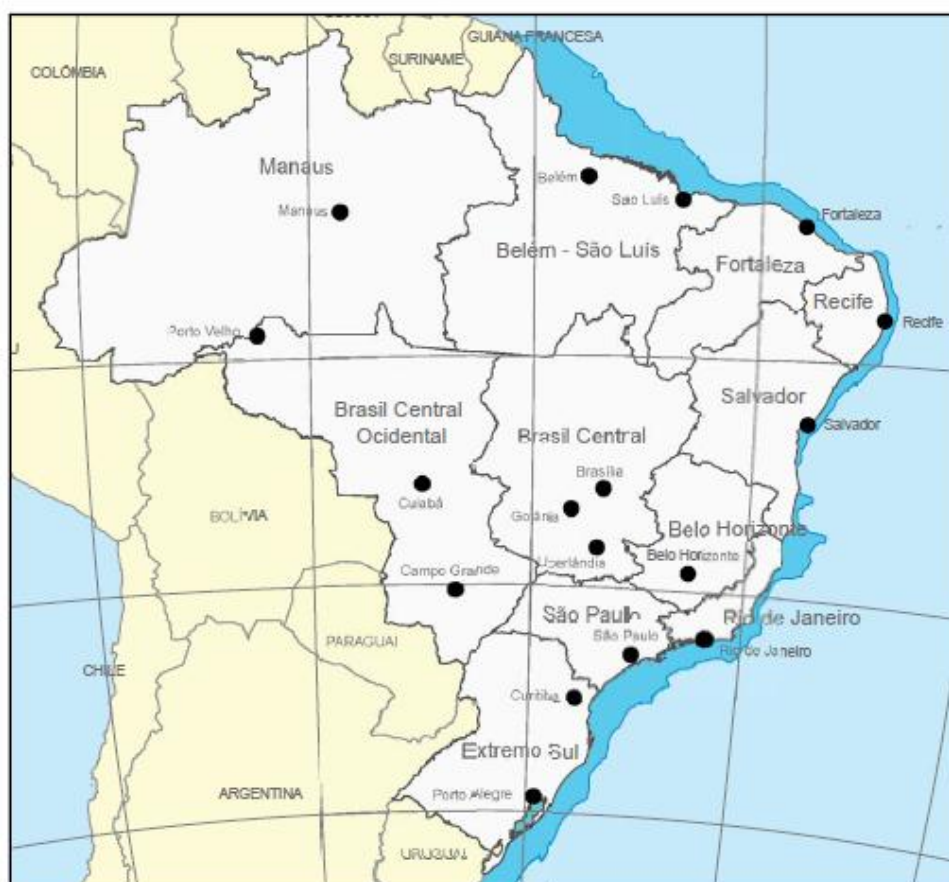 GUIANA FRANCESA
SURINAME
COLÔMBIA
Manaus
Belém
Manaus
São Luís
Fortaleza
Belém - São Luís
Fortaleza
Recife
Porto Velho
Recife
Salvador
Brasil Central
Ocidental
Brasil Central
Salvador
Brasília
Cuiabá
Goiânia
BOLÍVIA
Belo Horizonte
Belo Horizonte
Uberlândia
Campo Grande
São Paulo
Rio de Janeiro
São Paulo
PARAGUAI
Rio de Janeiro
CHILE
Curitiba
Extremo Sul
ARGENTINA
Porto Alegre
URUGUAI